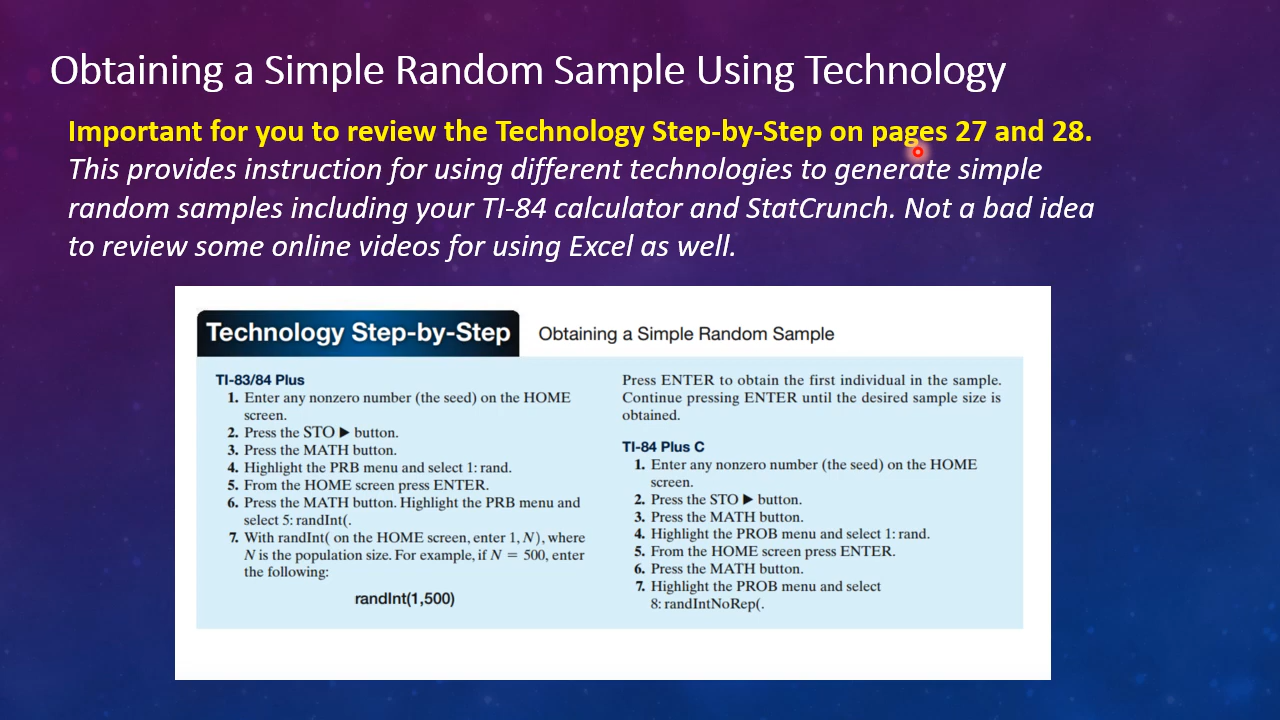 Obtaining a Simple Random Sample Using Technology
Important for you to review the Technology Step-by-Step on pages 27 and 28.
This provides instruction for using different technologies to generate simple
random samples including your TI-84 calculator and StatCrunch. Not a bad idea
to review some online videos for using Excel as well.
Technology Step-by-Step
Obtaining a Simple Random Sample
TI-83/84 Plus
1. Enter any nonzero number (the seed) on the HOME
screen.
2. Press the STO ▶ button.
3. Press the MATH button.
4. Highlight the PRB menu and select 1: rand.
5. From the HOME screen press ENTER.
6. Press the MATH button. Highlight the PRB menu and
select 5: randInt(.
7. With randInt( on the HOME screen, enter 1, N), where
N is the population size. For example, if N = 500, enter
the following:
randInt(1,500)
Press ENTER to obtain the first individual in the sample.
Continue pressing ENTER until the desired sample size is
obtained.
TI-84 Plus C
1. Enter any nonzero number (the seed) on the HOME
screen.
2. Press the STO ▶ button.
3. Press the MATH button.
4. Highlight the PROB menu and select 1: rand.
5. From the HOME screen press ENTER.
6. Press the MATH button.
7. Highlight the PROB menu and select
8: randIntNoRep(.